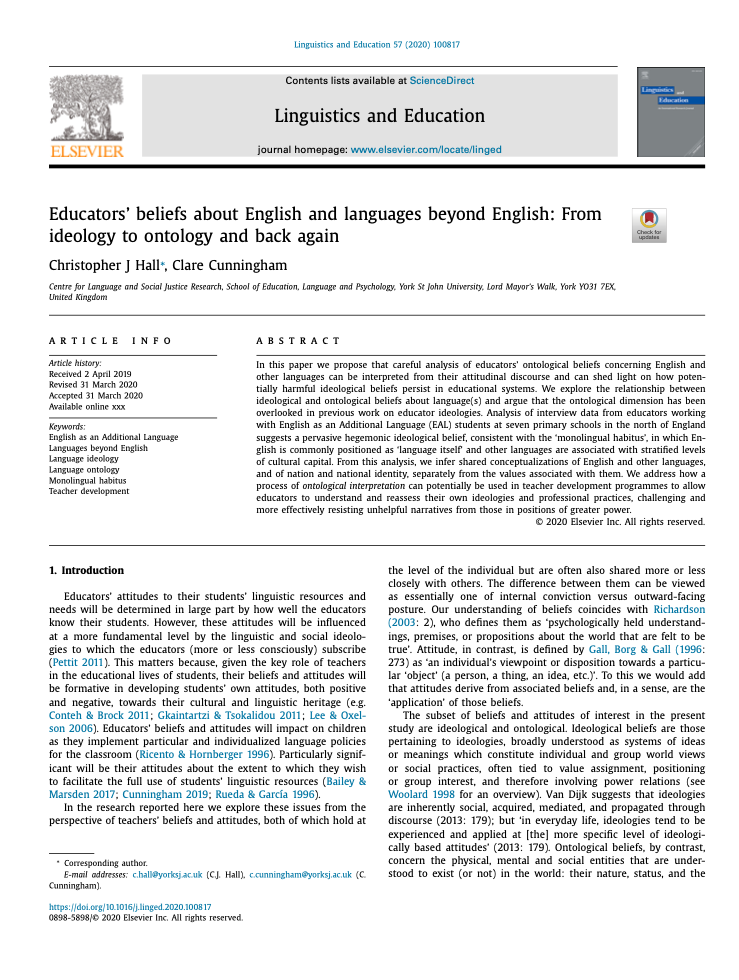 Linguistics and Education 57 (2020) 100817
Contents lists available at ScienceDirect
Linguistics and Education
journal homepage: www.elsevier.com/locate/linged
ELSEVIER
Linguistics and
Education
Educators’ beliefs about English and languages beyond English: From
ideology to ontology and back again
Check for
updates
Christopher J Hall*, Clare Cunningham
Centre for Language and Social Justice Research, School of Education, Language and Psychology, York St John University, Lord Mayor’s Walk, York YO31 7EX,
United Kingdom
ARTICLE INFO
Article history:
Received 2 April 2019
Revised 31 March 2020
Accepted 31 March 2020
Available online xxx
Keywords:
English as an Additional Language
Languages beyond English
Language ideology
Language ontology
Monolingual habitus
Teacher development
ABSTRACT
In this paper we propose that careful analysis of educators’ ontological beliefs concerning English and
other languages can be interpreted from their attitudinal discourse and can shed light on how poten-
tially harmful ideological beliefs persist in educational systems. We explore the relationship between
ideological and ontological beliefs about language(s) and argue that the ontological dimension has been
overlooked in previous work on educator ideologies. Analysis of interview data from educators working
with English as an Additional Language (EAL) students at seven primary schools in the north of England
suggests a pervasive hegemonic ideological belief, consistent with the ‘monolingual habitus’, in which En-
glish is commonly positioned as ‘language itself’ and other languages are associated with stratified levels
of cultural capital. From this analysis, we infer shared conceptualizations of English and other languages,
and of nation and national identity, separately from the values associated with them. We address how a
process of ontological interpretation can potentially be used in teacher development programmes to allow
educators to understand and reassess their own ideologies and professional practices, challenging and
more effectively resisting unhelpful narratives from those in positions of greater power.
© 2020 Elsevier Inc. All rights reserved.
1. Introduction
Educators’ attitudes to their students’ linguistic resources and
needs will be determined in large part by how well the educators
know their students. However, these attitudes will be influenced
at a more fundamental level by the linguistic and social ideolo-
gies to which the educators (more or less consciously) subscribe
(Pettit 2011). This matters because, given the key role of teachers
in the educational lives of students, their beliefs and attitudes will
be formative in developing students’ own attitudes, both positive
and negative, towards their cultural and linguistic heritage (e.g.
Conteh & Brock 2011; Gkaintartzi & Tsokalidou 2011; Lee & Oxel-
son 2006). Educators’ beliefs and attitudes will impact on children
as they implement particular and individualized language policies
for the classroom (Ricento & Hornberger 1996). Particularly signif-
icant will be their attitudes about the extent to which they wish
to facilitate the full use of students’ linguistic resources (Bailey &
Marsden 2017; Cunningham 2019; Rueda & García 1996).
In the research reported here we explore these issues from the
perspective of teachers’ beliefs and attitudes, both of which hold at
* Corresponding author.
E-mail addresses: c.hall@yorksj.ac.uk (C.J. Hall), c.cunningham@yorksj.ac.uk (C.
Cunningham).
the level of the individual but are often also shared more or less
closely with others. The difference between them can be viewed
as essentially one of internal conviction versus outward-facing
posture. Our understanding of beliefs coincides with Richardson
(2003: 2), who defines them as ‘psychologically held understand-
ings, premises, or propositions about the world that are felt to be
true’. Attitude, in contrast, is defined by Gall, Borg & Gall (1996:
273) as ‘an individual’s viewpoint or disposition towards a particu-
lar ‘object’ (a person, a thing, an idea, etc.)’. To this we would add
that attitudes derive from associated beliefs and, in a sense, are the
‘application’ of those beliefs.
The subset of beliefs and attitudes of interest in the present
study are ideological and ontological. Ideological beliefs are those
pertaining to ideologies, broadly understood as systems of ideas
or meanings which constitute individual and group world views
or social practices, often tied to value assignment, positioning
or group interest, and therefore involving power relations (see
Woolard 1998 for an overview). Van Dijk suggests that ideologies
are inherently social, acquired, mediated, and propagated through
discourse (2013: 179); but ‘in everyday life, ideologies tend to be
experienced and applied at [the] more specific level of ideologi-
cally based attitudes’ (2013: 179). Ontological beliefs, by contrast,
concern the physical, mental and social entities that are under-
stood to exist (or not) in the world: their nature, status, and the
https://doi.org/10.1016/j.linged.2020.100817
0898-5898/© 2020 Elsevier Inc. All rights reserved.